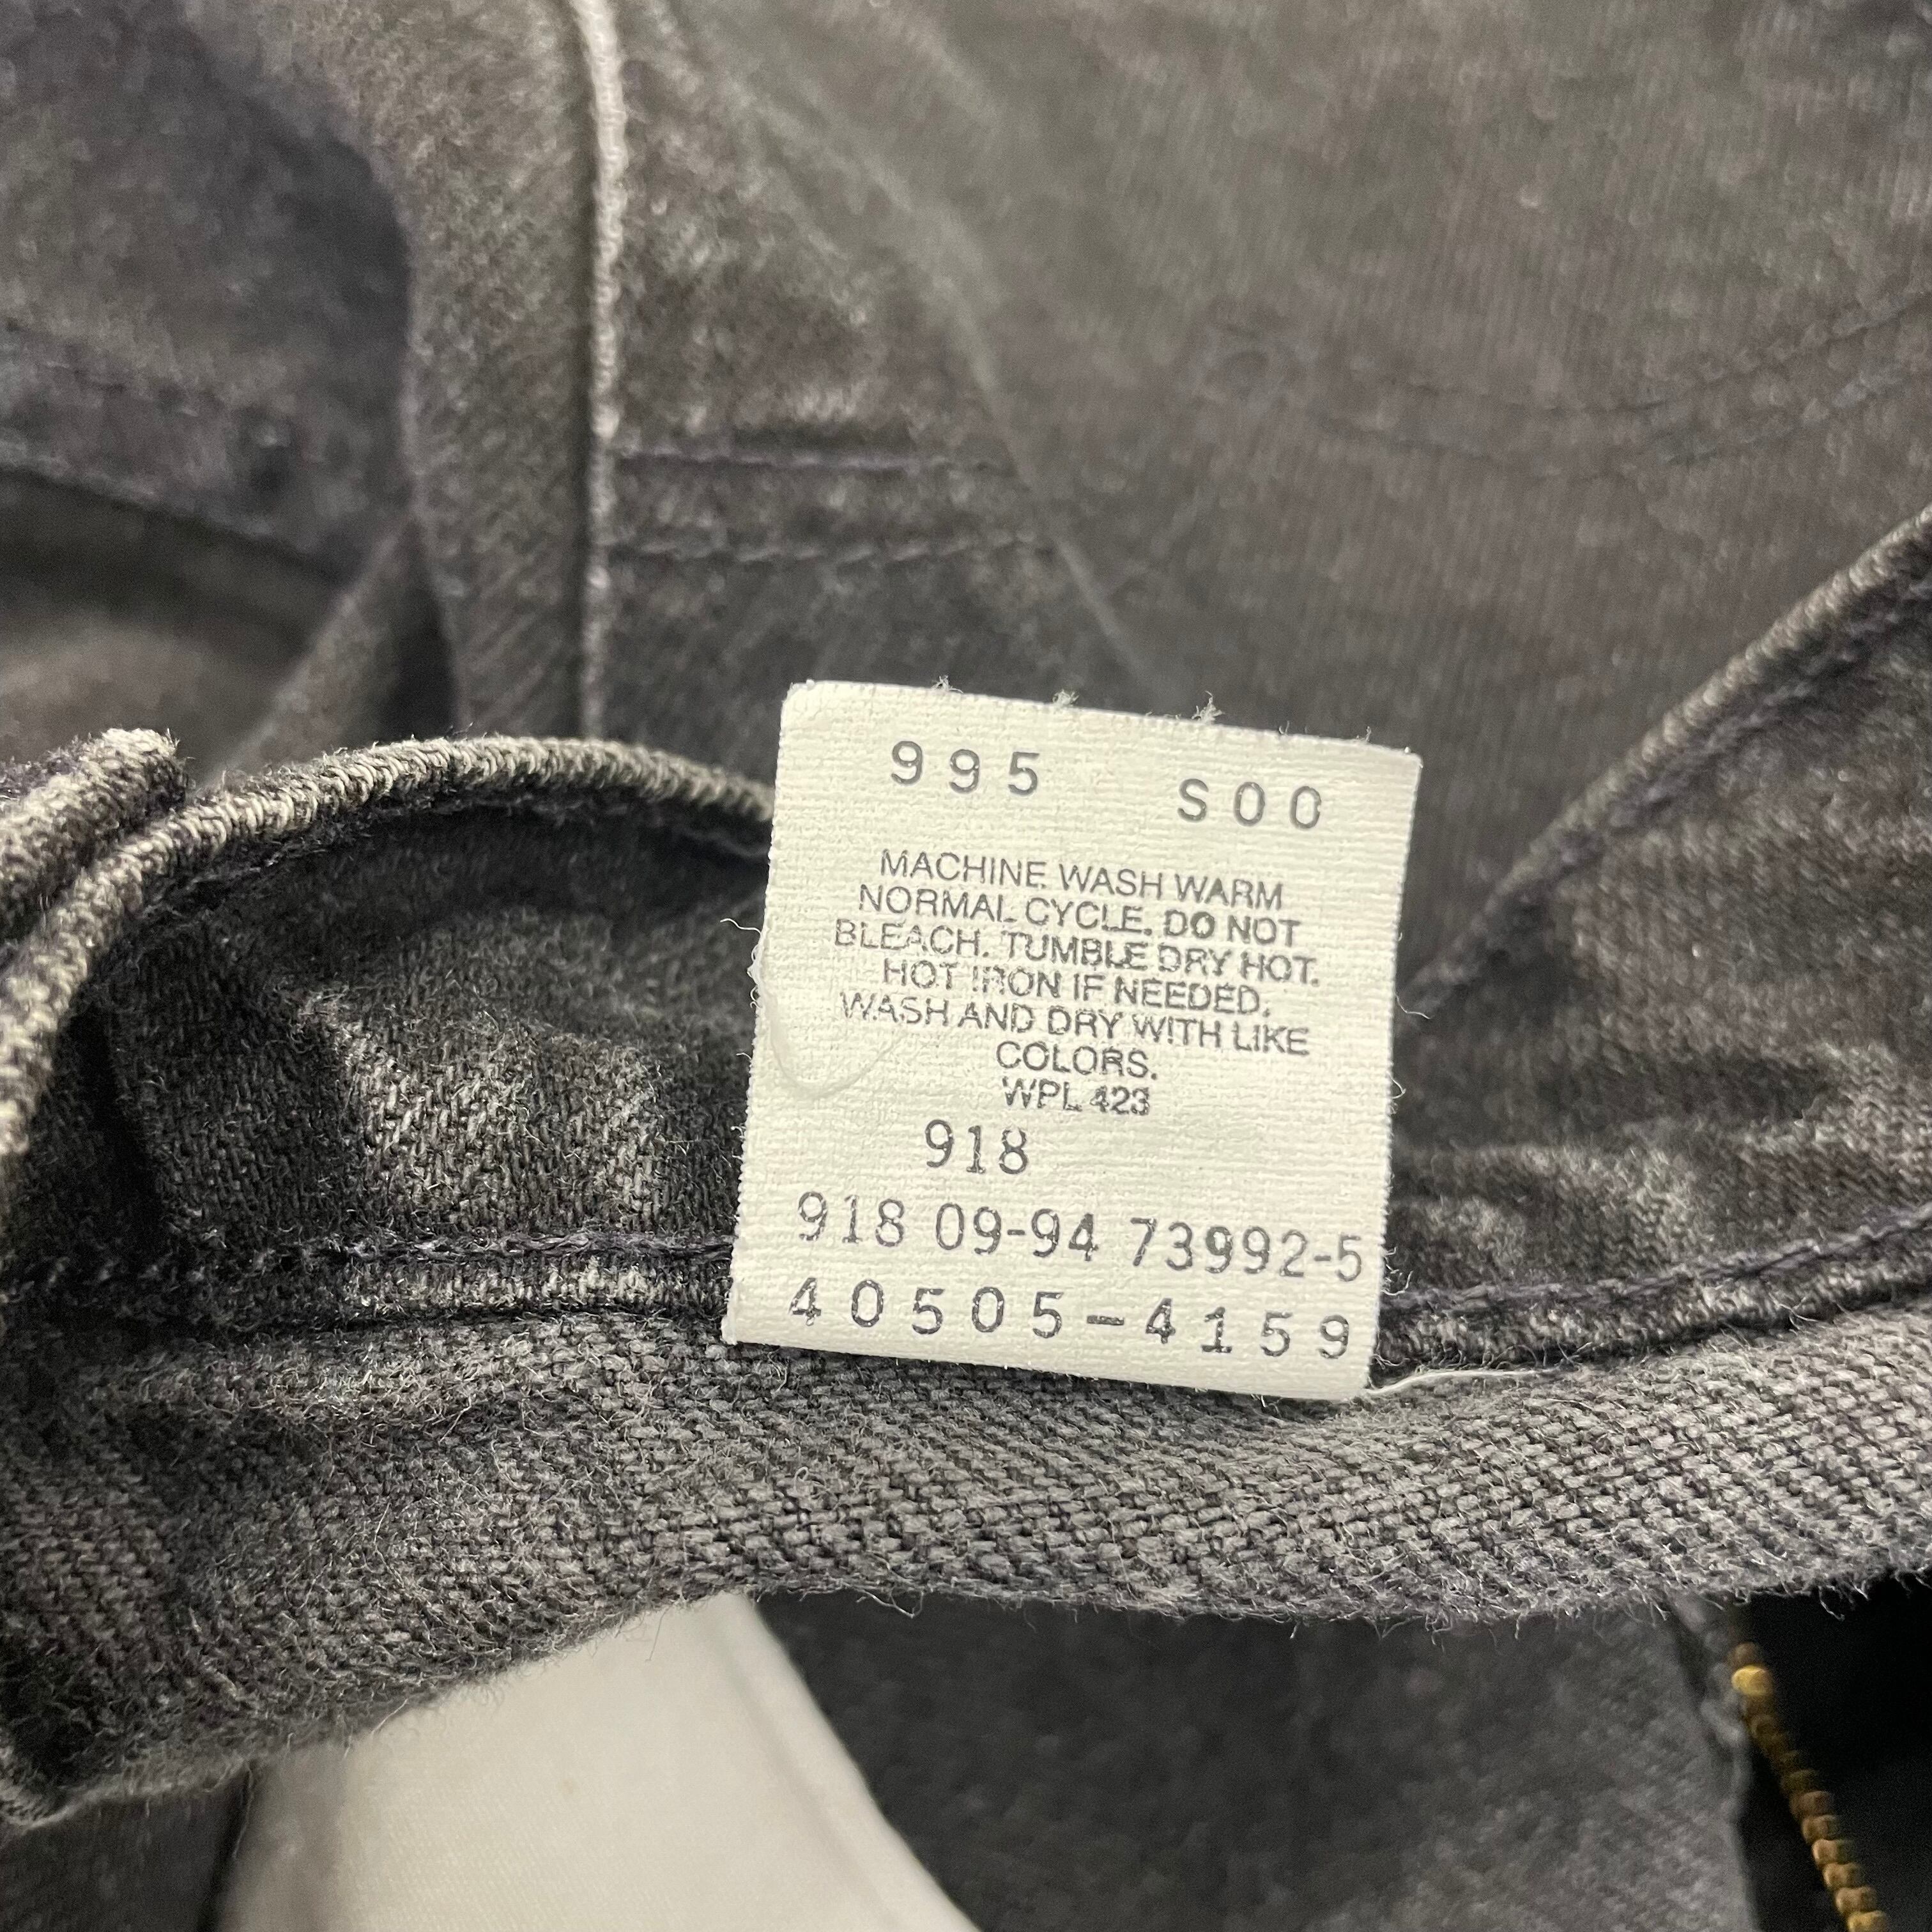 995 S00
MACHINE WASH WARM
NORMAL CYCLE. DO NOT
BLEACH. TUMBLE DRY HOT.
HOT IRON IF NEEDED.
WASH AND DRY WITH LIKE
COLORS.
WPL 423
918
918 09-94 73992-5
40505-4159